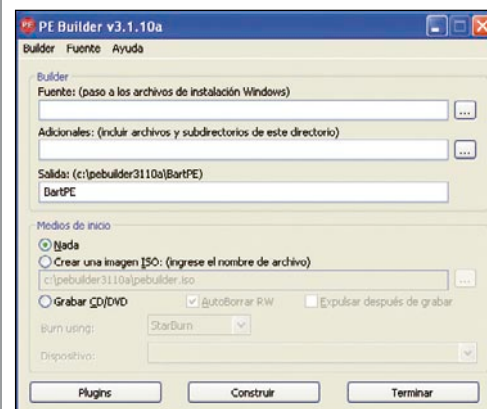 PE Builder v3.1.10a
Builder Fuente Ayuda
Builder
Fuente: (paso a los archivos de instalación Windows)
...
Adicionales: (incluir archivos y subdirectorios de este directorio)
...
Salida: (c:\pebuilder3110a\BartPE)
BartPE
Medios de inicio
Nada
Crear una imagen ISO: (ingrese el nombre de archivo)
c:\pebuilder3110a\pebuilder.iso
...
Grabar CD/DVD AutoBorrar RW Expulsar después de grabar
Burn using: StarBurn
Dispositivo:
Plugins Construir Terminar